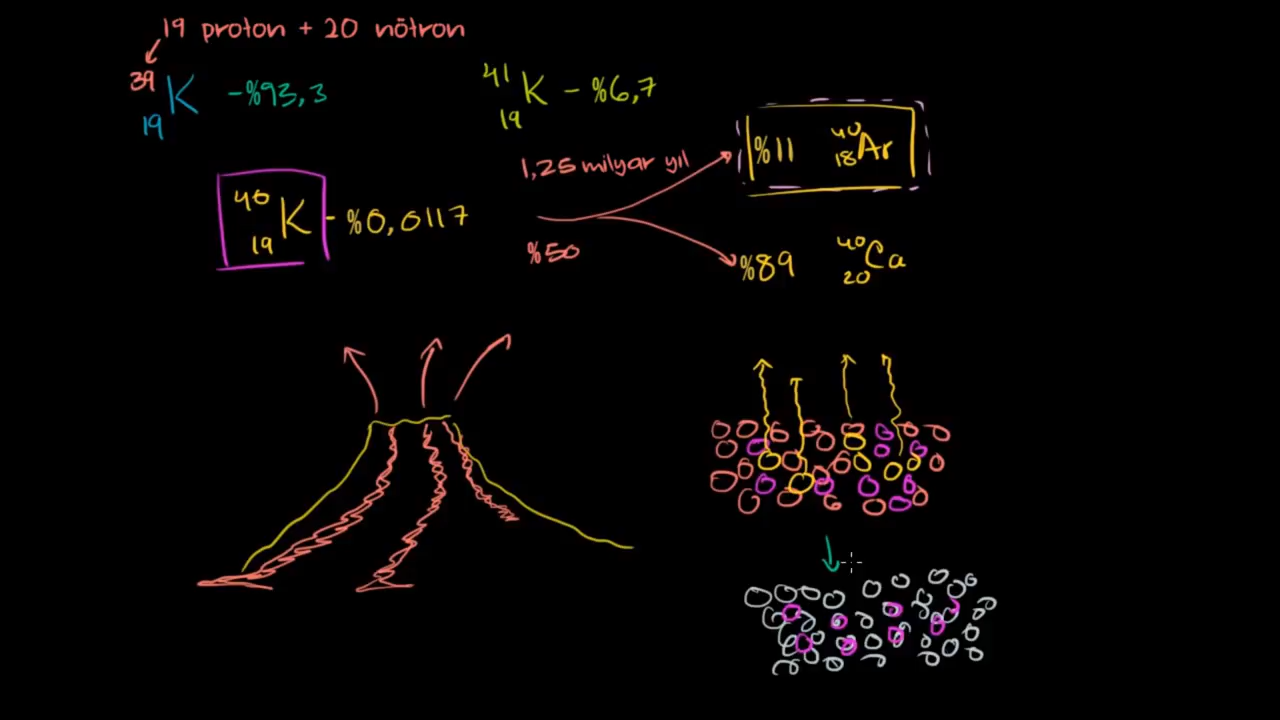 19 proton + 20 nötron
39 19 K - %93,3
41 19 K - %6,7
1,25 milyar yıl
%11 40 18 Ar
40 19 K - %0,0117
%50
%89 40 20 Ca